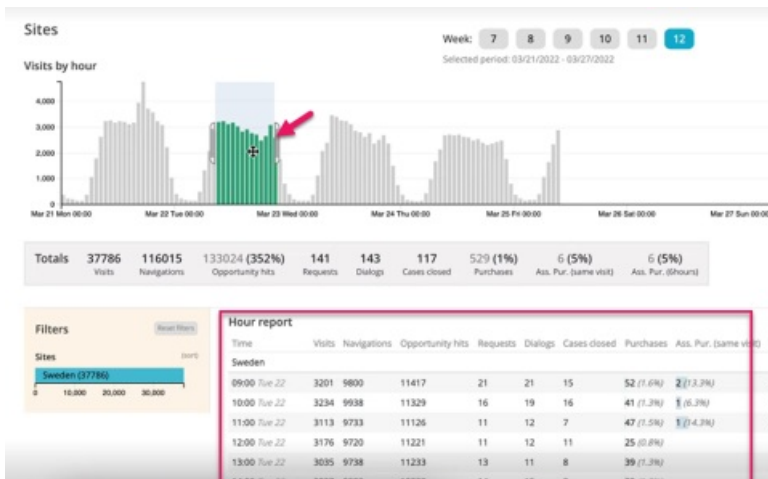 Sites
Week: 7 8 9 10 11 12
Selected period: 03/21/2022 - 03/27/2022
Visits by hour
4,000
3,000
2,000
1,000
0
Mar 21 Mon 00:00 Mar 22 Tue 00:00 Mar 23 Wed 00:00 Mar 24 Thu 00:00 Mar 25 Fri 00:00 Mar 26 Sat 00:00 Mar 27 Sun 00:00
Totals 37786 116015 133024 (352%) 141 143 117 529 (1%) 6 (5%) 6 (5%)
Visits Navigations Opportunity hits Requests Dialogs Cases closed Purchases Ass. Pur. (same visit) Ass. Pur. (6hours)
Filters Reset filters
Sites (sort)
Sweden (37786)
0 10,000 20,000 30,000
Hour report
Time Visits Navigations Opportunity hits Requests Dialogs Cases closed Purchases Ass. Pur. (same visit)
Sweden
09:00 Tue 22 3201 9800 11417 21 21 15 52 (1.6%) 2 (13.3%)
10:00 Tue 22 3234 9938 11329 16 19 16 41 (1.3%) 1 (6.3%)
11:00 Tue 22 3113 9733 11126 11 12 7 47 (1.5%) 1 (14.3%)
12:00 Tue 22 3176 9720 11221 11 12 11 25 (0.8%)
13:00 Tue 22 3035 9738 11233 13 11 8 39 (1.3%)